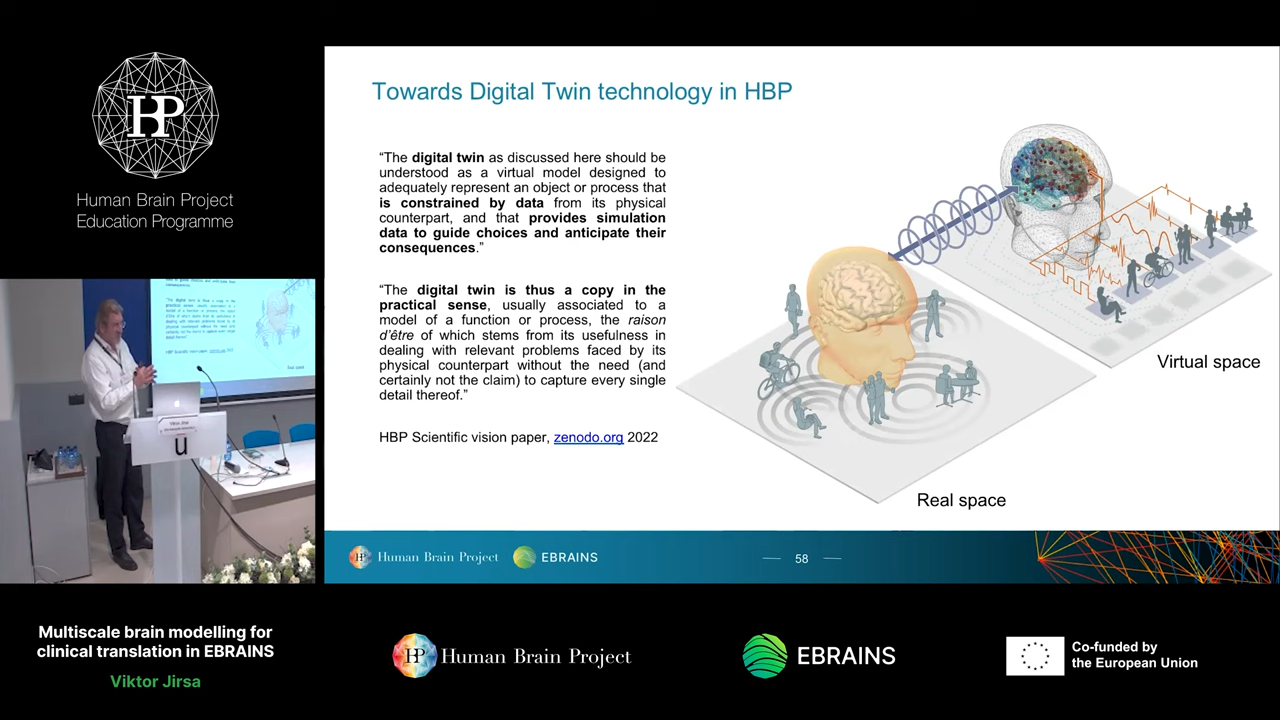 HBP
Human Brain Project
Education Programme
Towards Digital Twin technology in HBP
“The digital twin as discussed here should be
understood as a virtual model designed to
adequately represent an object or process that
is constrained by data from its physical
counterpart, and that provides simulation
data to guide choices and anticipate their
consequences.”
“The digital twin is thus a copy in the
practical sense, usually associated to a
model of a function or process, the raison
d’être of which stems from its usefulness in
dealing with relevant problems faced by its
physical counterpart without the need (and
certainly not the claim) to capture every single
detail thereof.”
HBP Scientific vision paper, zenodo.org 2022
Virtual space
Real space
Human Brain Project
EBRAINS
58
Multiscale brain modelling for
clinical translation in EBRAINS
Viktor Jirsa
HBP
Human Brain Project
EBRAINS
Co-funded by
the European Union